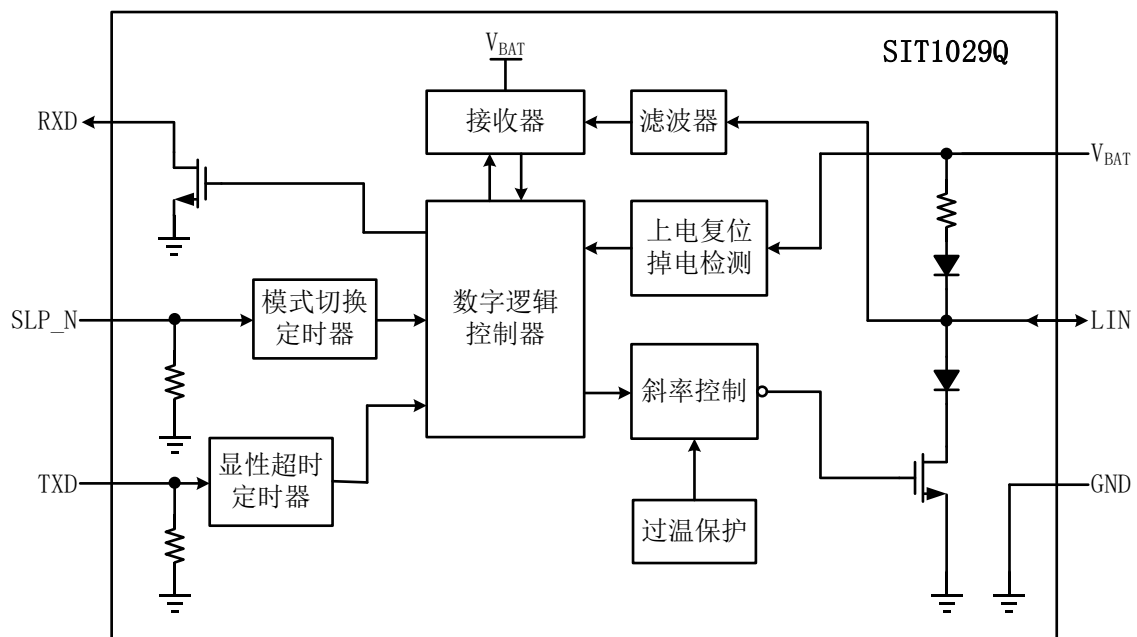 SIT1029Q
VBAT
RXD
接收器
滤波器
VBAT
上电复位
掉电检测
模式切换
定时器
SLP_N
数字逻辑
控制器
LIN
斜率控制
显性超时
定时器
TXD
GND
过温保护